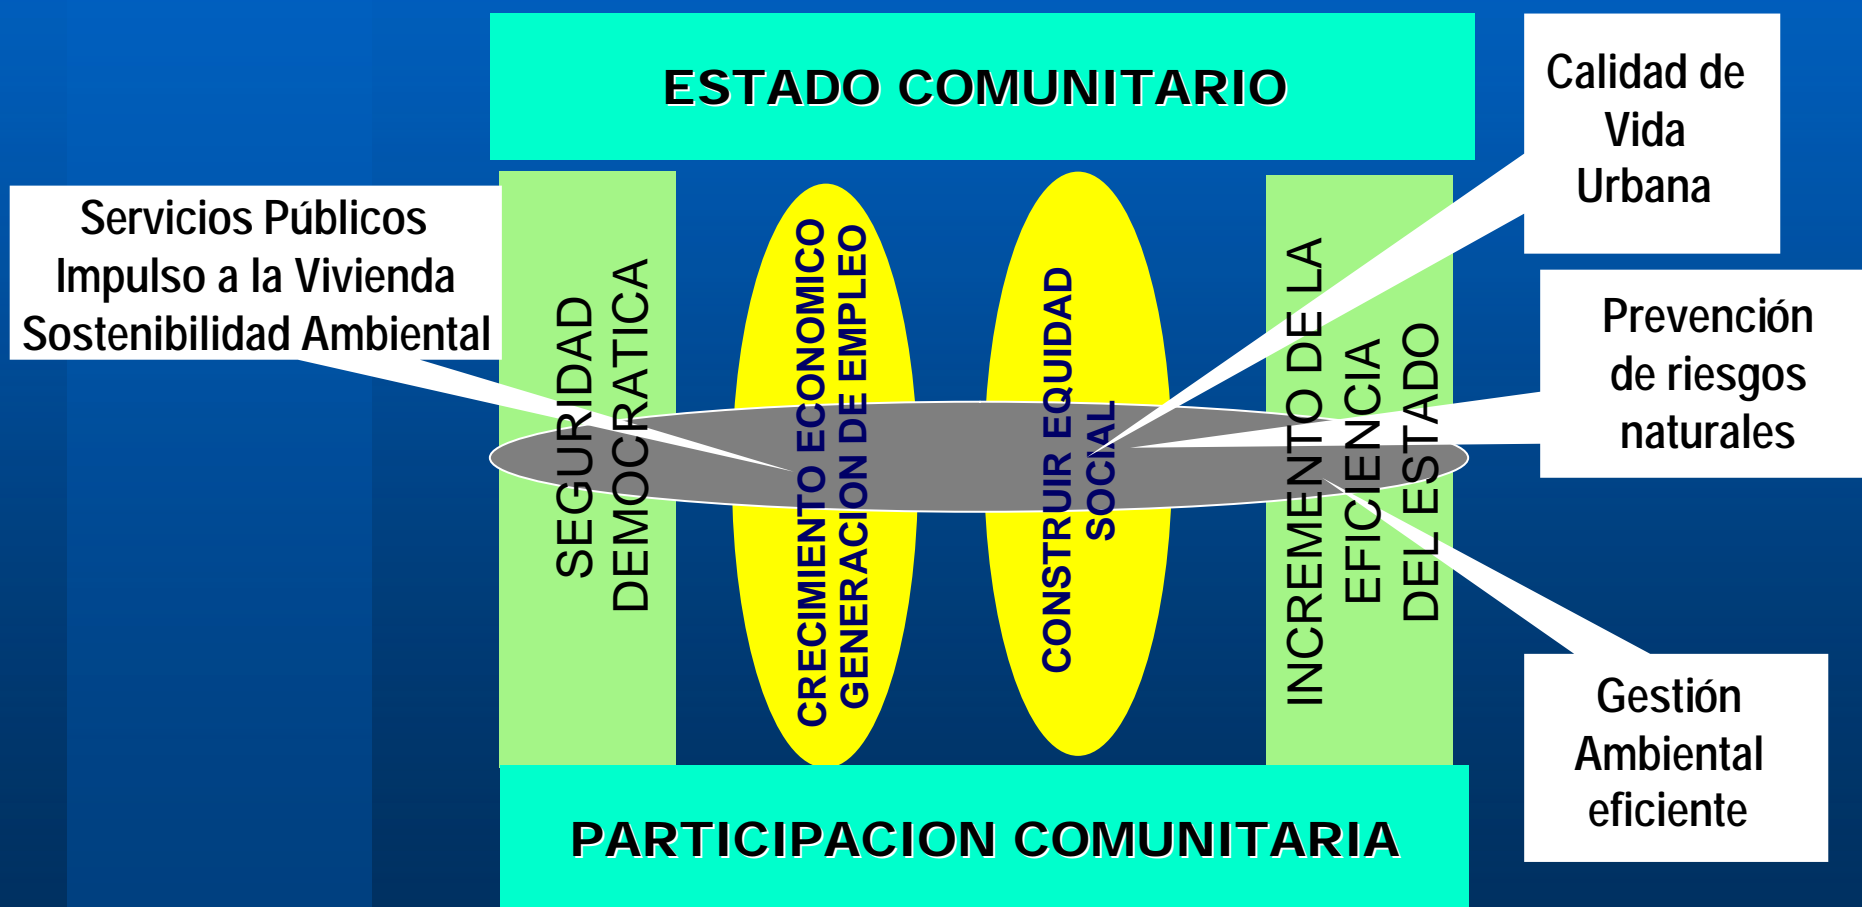 ESTADO COMUNITARIO
Calidad de
Vida
Urbana
Servicios Públicos
Impulso a la Vivienda
Sostenibilidad Ambiental
SEGURIDAD
DEMOCRATICA
CRECIMIENTO ECONOMICO
GENERACION DE EMPLEO
CONSTRUIR EQUIDAD
SOCIAL
INCREMENTO DE LA
EFICIENCIA
DEL ESTADO
Prevención
de riesgos
naturales
Gestión
Ambiental
eficiente
PARTICIPACION COMUNITARIA